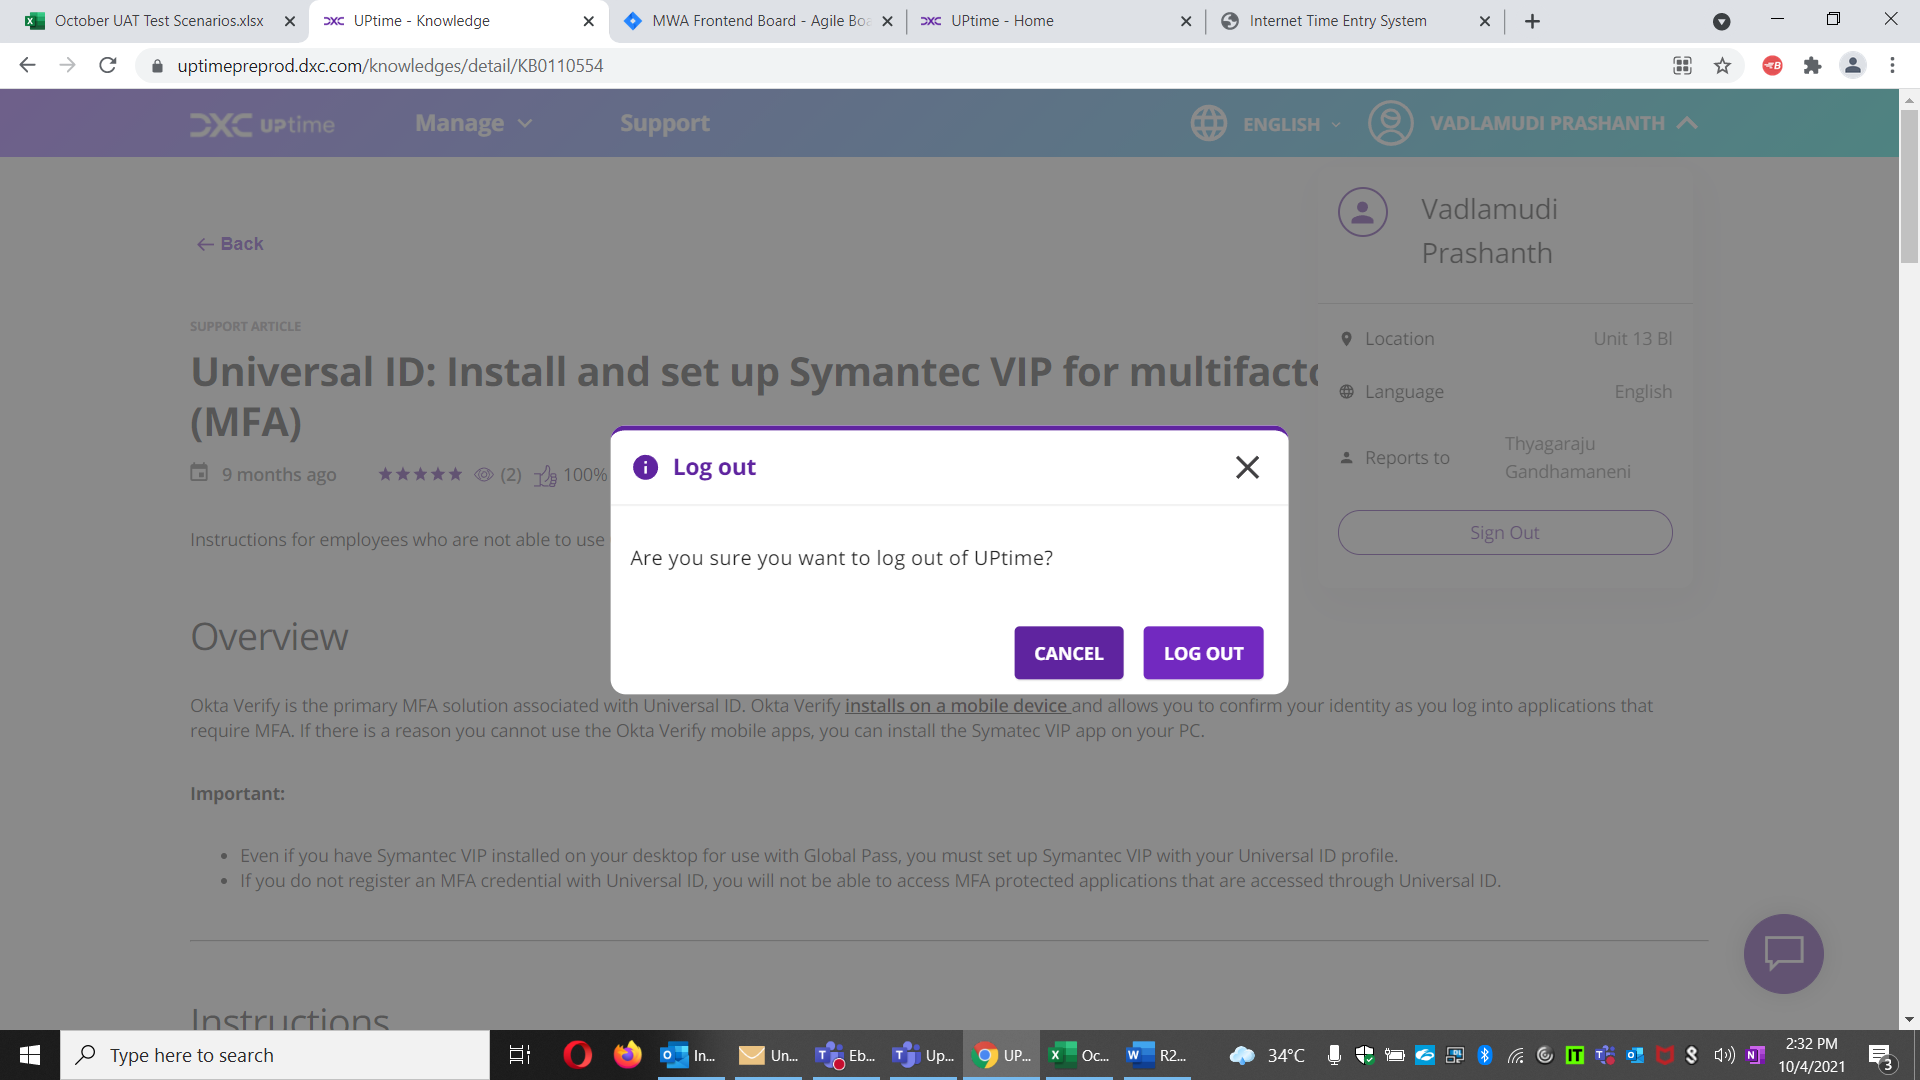 October UAT Test Scenarios.xlsx
UPtime - Knowledge
MWA Frontend Board - Agile Boa
UPtime - Home
Internet Time Entry System
uptimepreprod.dxc.com/knowledges/detail/KB0110554
DXC UPtime
Manage
Support
ENGLISH
VADLAMUDI PRASHANTH
Vadlamudi
Prashanth
Back
Location
Unit 13 Bl
Language
English
Reports to
Thyagaraju
Gandhamaneni
Sign Out
SUPPORT ARTICLE
Universal ID: Install and set up Symantec VIP for multifacto
(MFA)
9 months ago
(2)
100%
Instructions for employees who are not able to use
Log out
Are you sure you want to log out of UPtime?
CANCEL
LOG OUT
Overview
Okta Verify is the primary MFA solution associated with Universal ID. Okta Verify installs on a mobile device and allows you to confirm your identity as you log into applications that
require MFA. If there is a reason you cannot use the Okta Verify mobile apps, you can install the Symatec VIP app on your PC.
Important:
• Even if you have Symantec VIP installed on your desktop for use with Global Pass, you must set up Symantec VIP with your Universal ID profile.
• If you do not register an MFA credential with Universal ID, you will not be able to access MFA protected applications that are accessed through Universal ID.
Instructions
Type here to search
In...
Un...
Eb...
Up...
UP...
Oc...
R2...
34°C
2:32 PM
10/4/2021
3